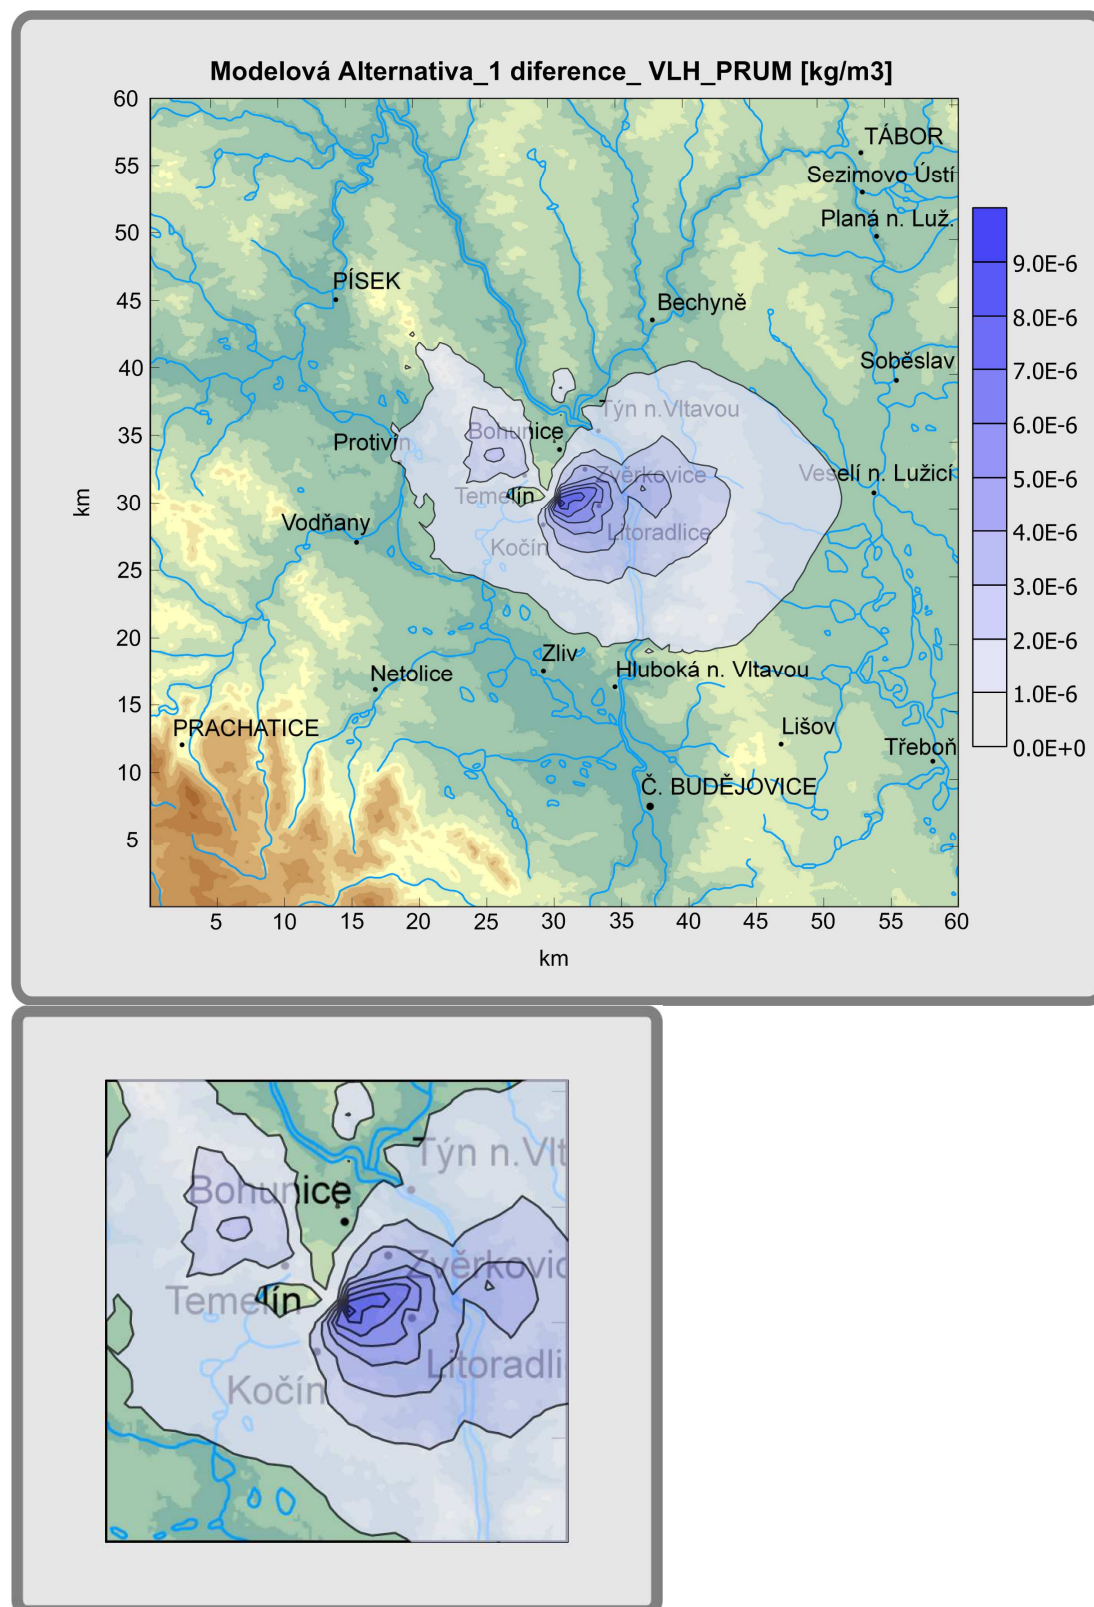 Modelová Alternativa_1 diference_ VLH_PRUM [kg/m3]
60
55
50
45
40
35
30
25
20
15
10
5
km
5
10
15
20
25
30
35
40
45
50
55
60
km
TÁBOR
Sezimovo Ústí
Planá n. Luž.
PÍSEK
Bechyně
Soběslav
Týn n.Vltavou
Bohunice
Protivín
Zvěrkovice
Veselí n. Lužicí
Temelín
Vodňany
Litoradlice
Kočín
Zliv
Hluboká n. Vltavou
Netolice
PRACHATICE
Lišov
Třeboň
Č. BUDĚJOVICE
9.0E-6
8.0E-6
7.0E-6
6.0E-6
5.0E-6
4.0E-6
3.0E-6
2.0E-6
1.0E-6
0.0E+0
Týn n.Vlt
Bohunice
Zvěrkovic
Temelín
Litoradlic
Kočín